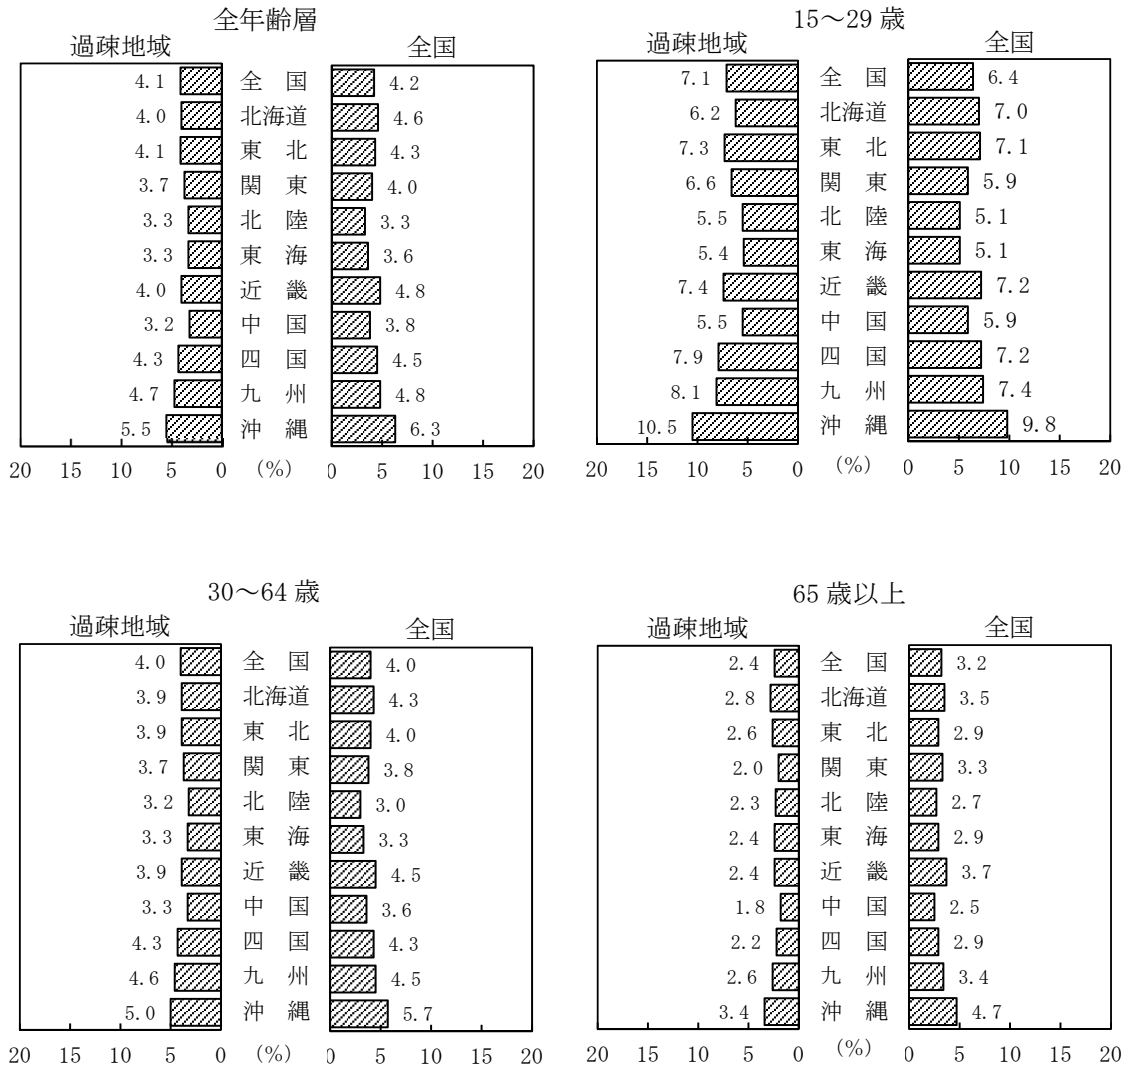 全年齢層
過疎地域 全国
4.1 全国 4.2
4.0 北海道 4.6
4.1 東北 4.3
3.7 関東 4.0
3.3 北陸 3.3
3.3 東海 3.6
4.0 近畿 4.8
3.2 中国 3.8
4.3 四国 4.5
4.7 九州 4.8
5.5 沖縄 6.3
20 15 10 5 0 (%) 0 5 10 15 20
15～29歳
過疎地域 全国
7.1 全国 6.4
6.2 北海道 7.0
7.3 東北 7.1
6.6 関東 5.9
5.5 北陸 5.1
5.4 東海 5.1
7.4 近畿 7.2
5.5 中国 5.9
7.9 四国 7.2
8.1 九州 7.4
10.5 沖縄 9.8
20 15 10 5 0 (%) 0 5 10 15 20
30～64歳
過疎地域 全国
4.0 全国 4.0
3.9 北海道 4.3
3.9 東北 4.0
3.7 関東 3.8
3.2 北陸 3.0
3.3 東海 3.3
3.9 近畿 4.5
3.3 中国 3.6
4.3 四国 4.3
4.6 九州 4.5
5.0 沖縄 5.7
20 15 10 5 0 (%) 0 5 10 15 20
65歳以上
過疎地域 全国
2.4 全国 3.2
2.8 北海道 3.5
2.6 東北 2.9
2.0 関東 3.3
2.3 北陸 2.7
2.4 東海 2.9
2.4 近畿 3.7
1.8 中国 2.5
2.2 四国 2.9
2.6 九州 3.4
3.4 沖縄 4.7
20 15 10 5 0 (%) 0 5 10 15 20